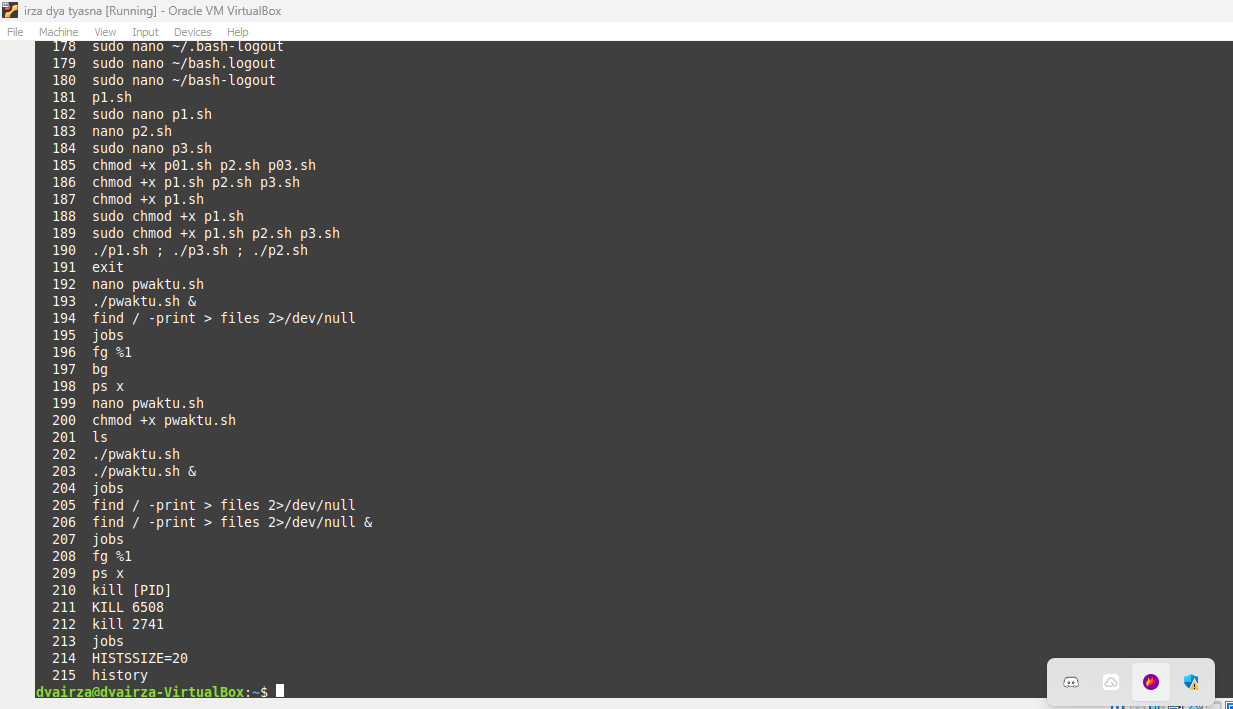 irza dya tyasna [Running] - Oracle VM VirtualBox
File Machine View Input Devices Help
178 sudo nano ~/.bash-logout
179 sudo nano ~/bash.logout
180 sudo nano ~/bash-logout
181 p1.sh
182 sudo nano p1.sh
183 nano p2.sh
184 sudo nano p3.sh
185 chmod +x p01.sh p2.sh p03.sh
186 chmod +x p1.sh p2.sh p3.sh
187 chmod +x p1.sh
188 sudo chmod +x p1.sh
189 sudo chmod +x p1.sh p2.sh p3.sh
190 ./p1.sh ; ./p3.sh ; ./p2.sh
191 exit
192 nano pwaktu.sh
193 ./pwaktu.sh &
194 find / -print > files 2>/dev/null
195 jobs
196 fg %1
197 bg
198 ps x
199 nano pwaktu.sh
200 chmod +x pwaktu.sh
201 ls
202 ./pwaktu.sh
203 ./pwaktu.sh &
204 jobs
205 find / -print > files 2>/dev/null
206 find / -print > files 2>/dev/null &
207 jobs
208 fg %1
209 ps x
210 kill [PID]
211 KILL 6508
212 kill 2741
213 jobs
214 HISTSSIZE=20
215 history
dyairza@dyairza-VirtualBox:~$